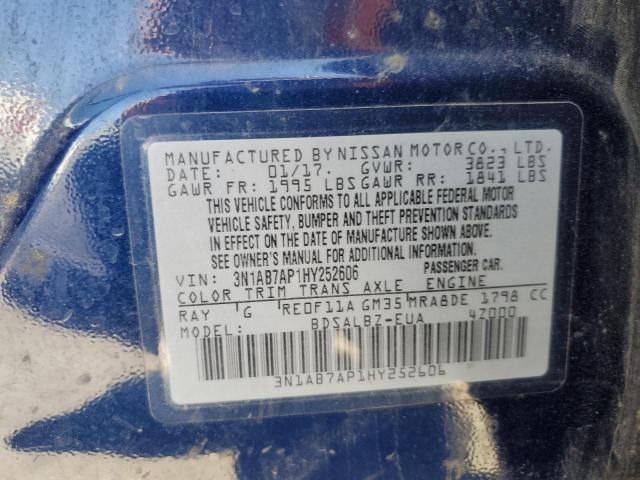 MANUFACTURED BY NISSAN MOTOR CO., LTD.
DATE: 01/17. GVWR: 3823 LBS
GAWR FR: 1995 LBS GAWR RR: 1841 LBS
THIS VEHICLE CONFORMS TO ALL APPLICABLE FEDERAL MOTOR
VEHICLE SAFETY, BUMPER AND THEFT PREVENTION STANDARDS
IN EFFECT ON THE DATE OF MANUFACTURE SHOWN ABOVE.
SEE OWNER'S MANUAL FOR ADDITIONAL INFORMATION.
VIN: 3N1AB7AP1HY252606 PASSENGER CAR.
COLOR TRIM TRANS AXLE ENGINE
RAY G RE0F11A GM35 MRA8DE 1798 CC
MODEL: BDSALBZ-EUA 4Z000
3N1AB7AP1HY252606